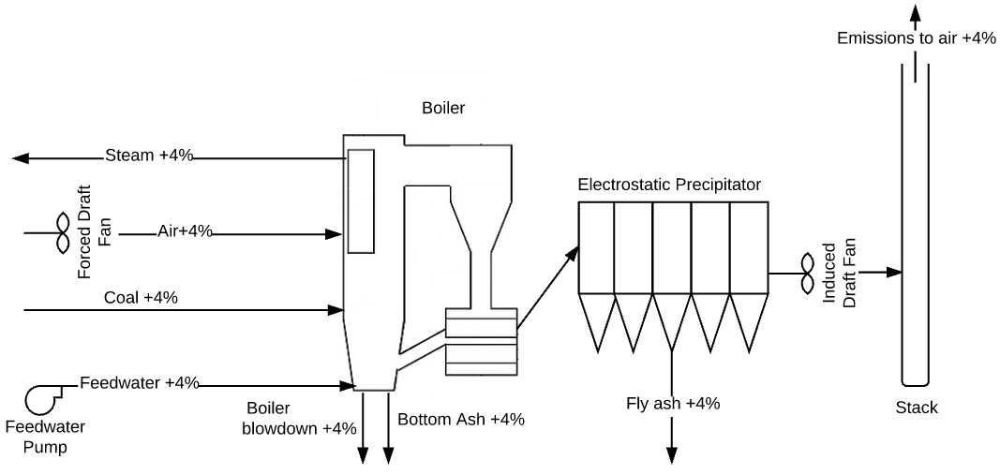 Emissions to air +4%
Boiler
Steam +4%
Electrostatic Precipitator
Forced Draft
Fan
Air+4%
Induced
Draft Fan
Coal +4%
Feedwater +4%
Feedwater
Pump
Boiler
blowdown +4%
Bottom Ash +4%
Fly ash +4%
Stack